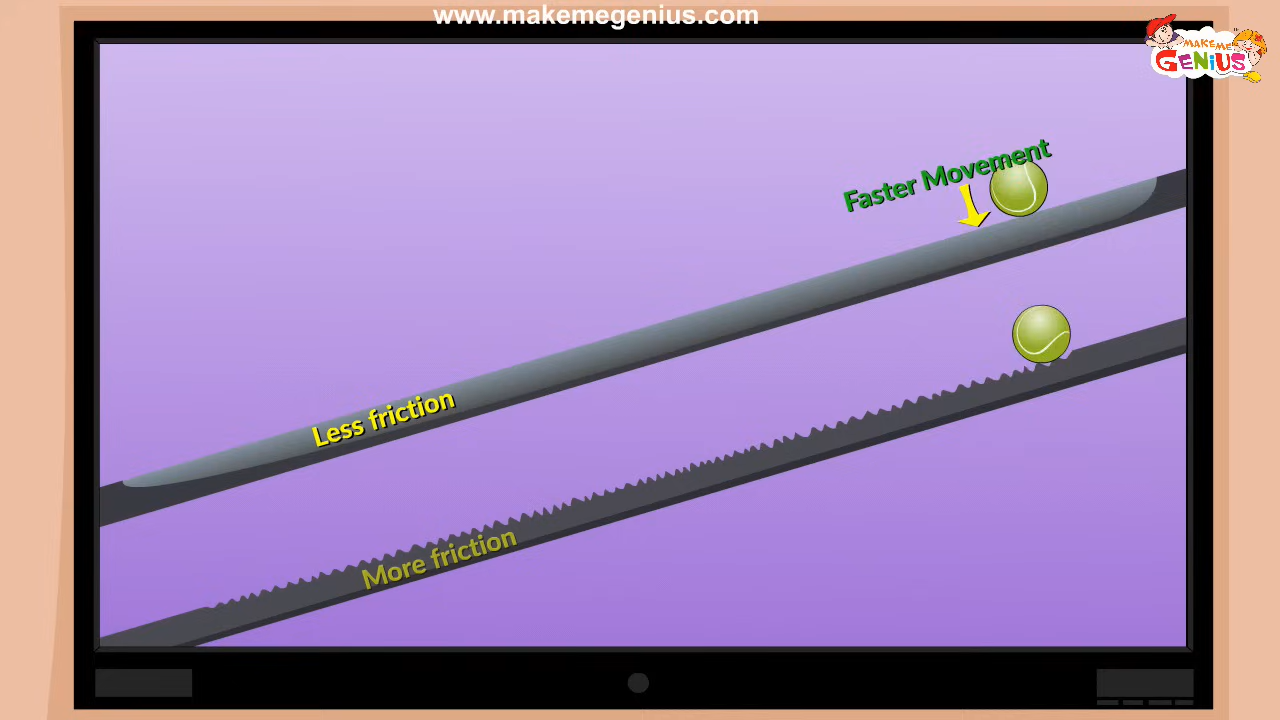 www.makemegenius.com
MAKE ME
GENiUS
Faster Movement
Less friction
More friction